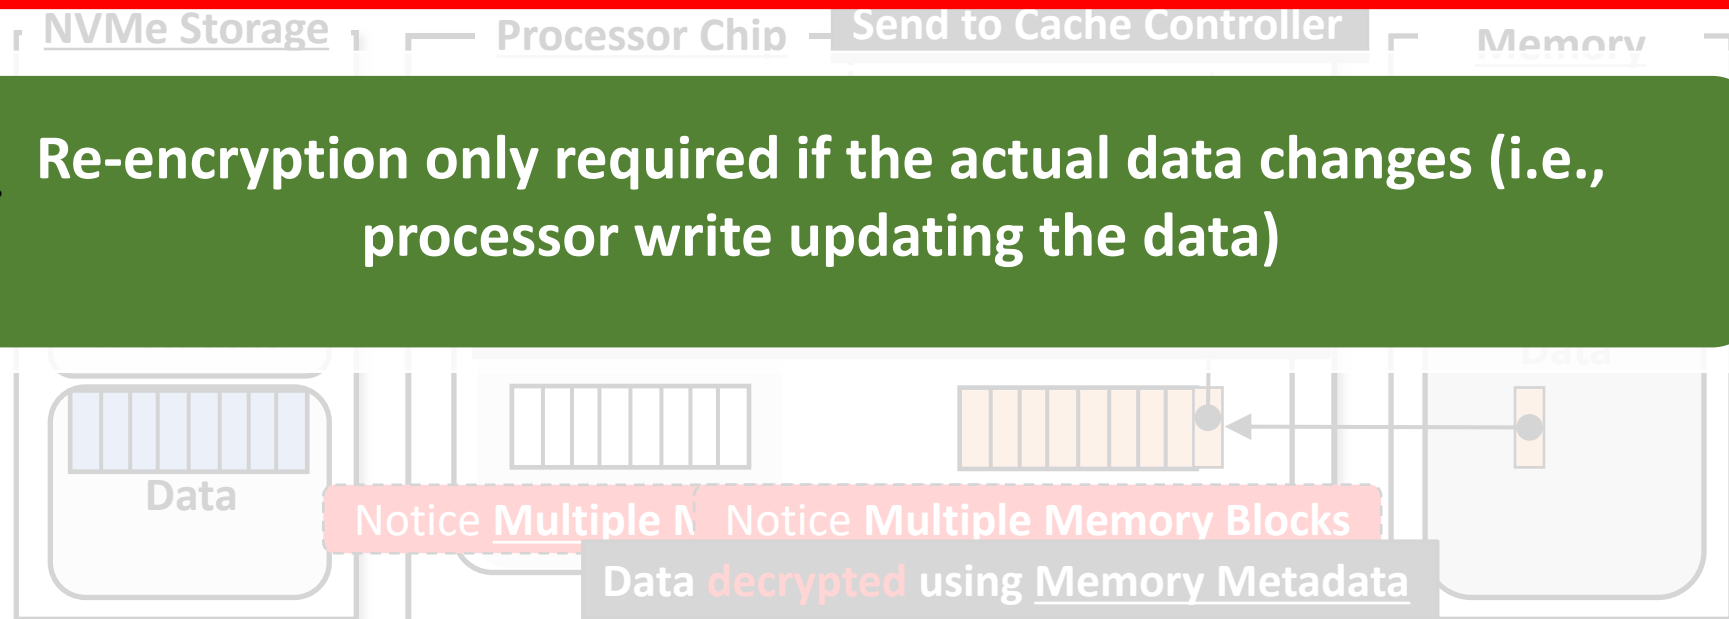 NVMe Storage
Processor Chip
Send to Cache Controller
Memory
Re-encryption only required if the actual data changes (i.e.,
processor write updating the data)
Data
Data
Notice Multiple
Notice Multiple Memory Blocks
Data decrypted using Memory Metadata